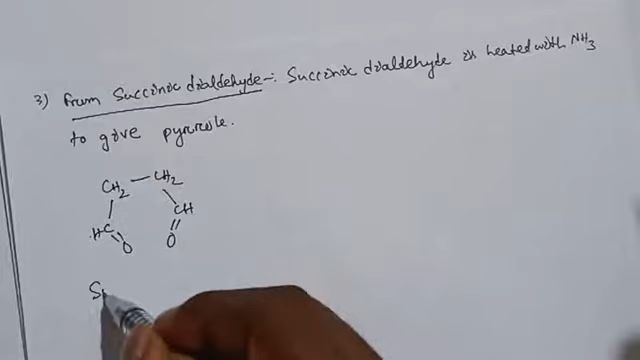 3) From Succinic dialdehyde-: Succinic dialdehyde is heated with NH3
to give pyrrole.
CH2 — CH2
HC CH
O O
S